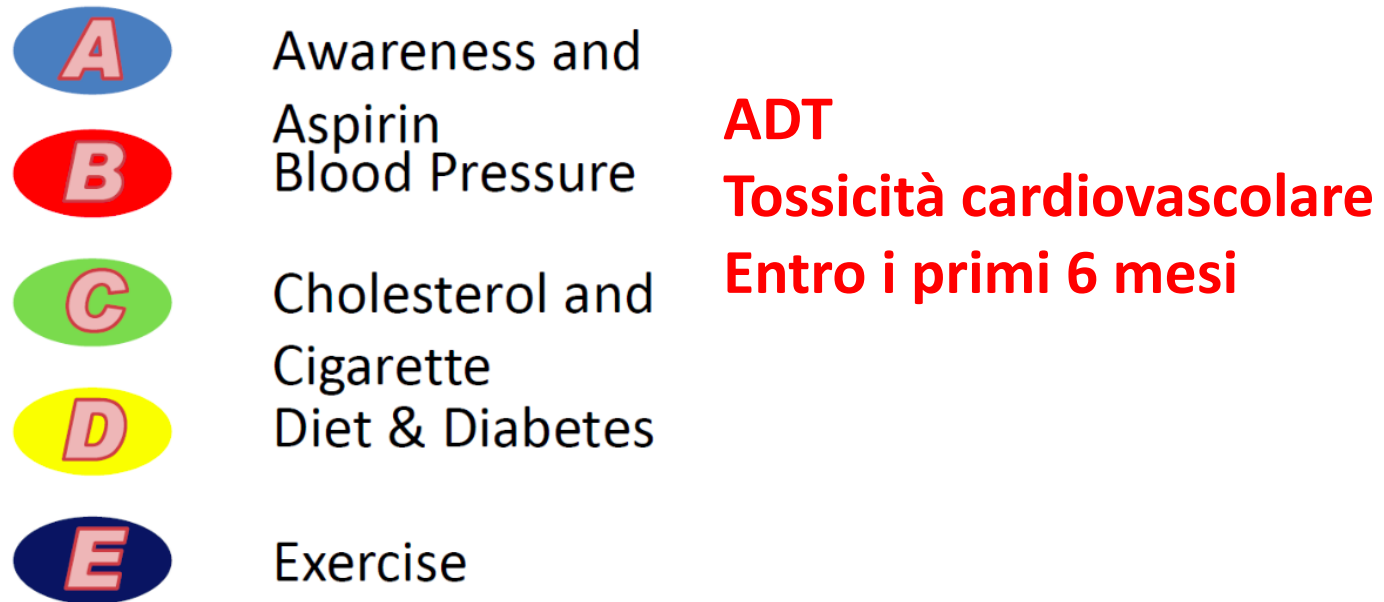 A
Awareness and
Aspirin
B
Blood Pressure
C
Cholesterol and
Cigarette
D
Diet & Diabetes
E
Exercise
ADT
Tossicità cardiovascolare
Entro i primi 6 mesi